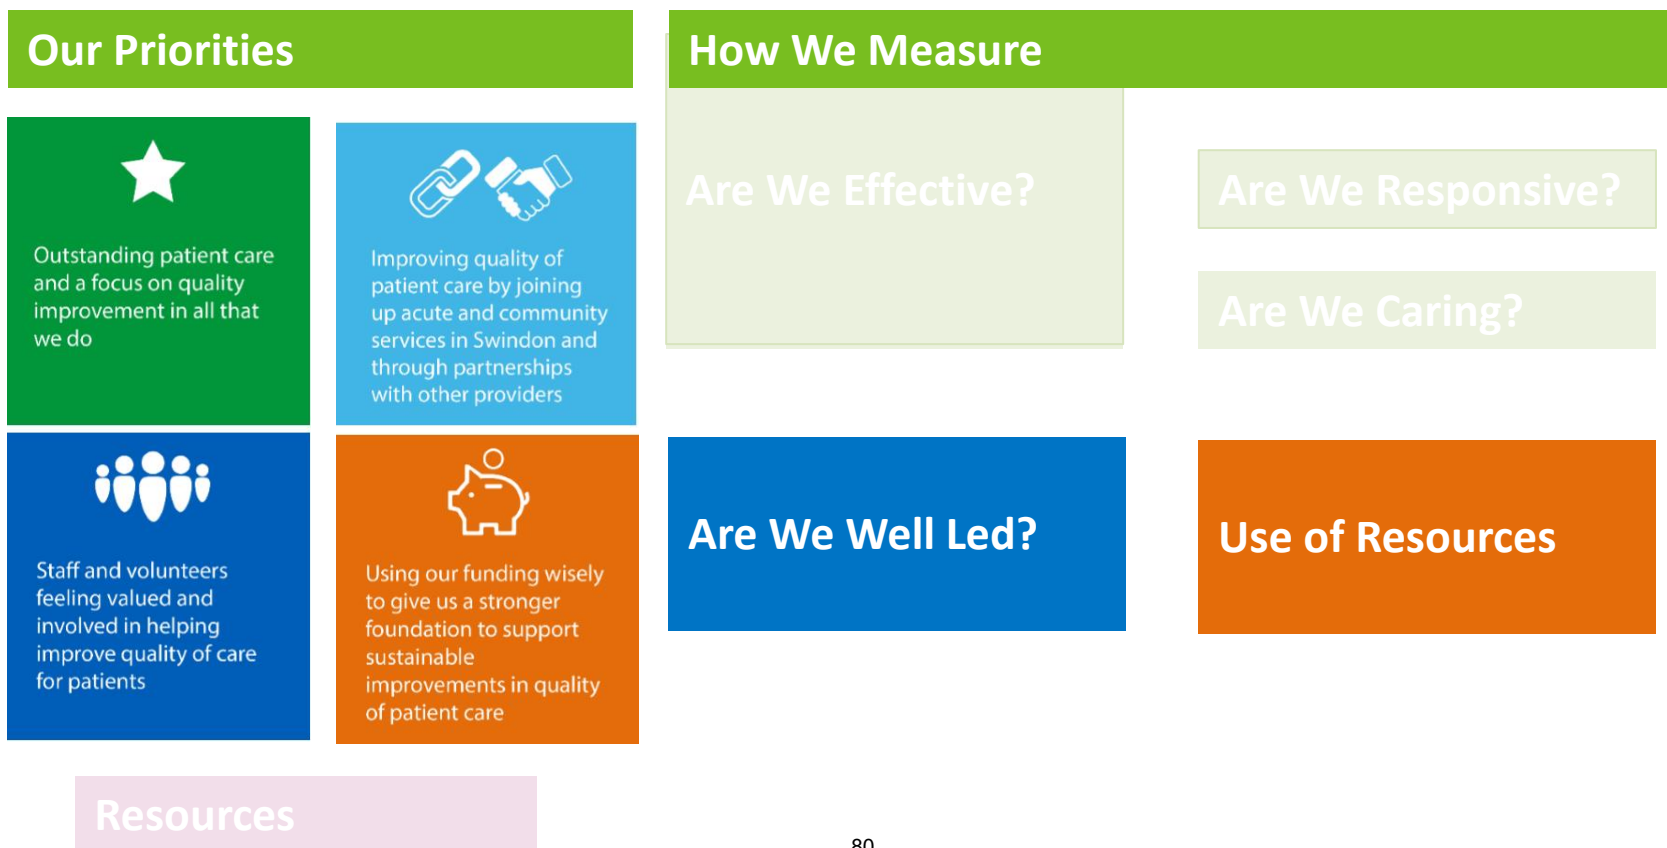 Our Priorities
How We Measure
Outstanding patient care
and a focus on quality
improvement in all that
we do
Improving quality of
patient care by joining
up acute and community
services in Swindon and
through partnerships
with other providers
Are We Effective?
Are We Responsive?
Are We Caring?
Staff and volunteers
feeling valued and
involved in helping
improve quality of care
for patients
Using our funding wisely
to give us a stronger
foundation to support
sustainable
improvements in quality
of patient care
Are We Well Led?
Use of Resources
Resources
80